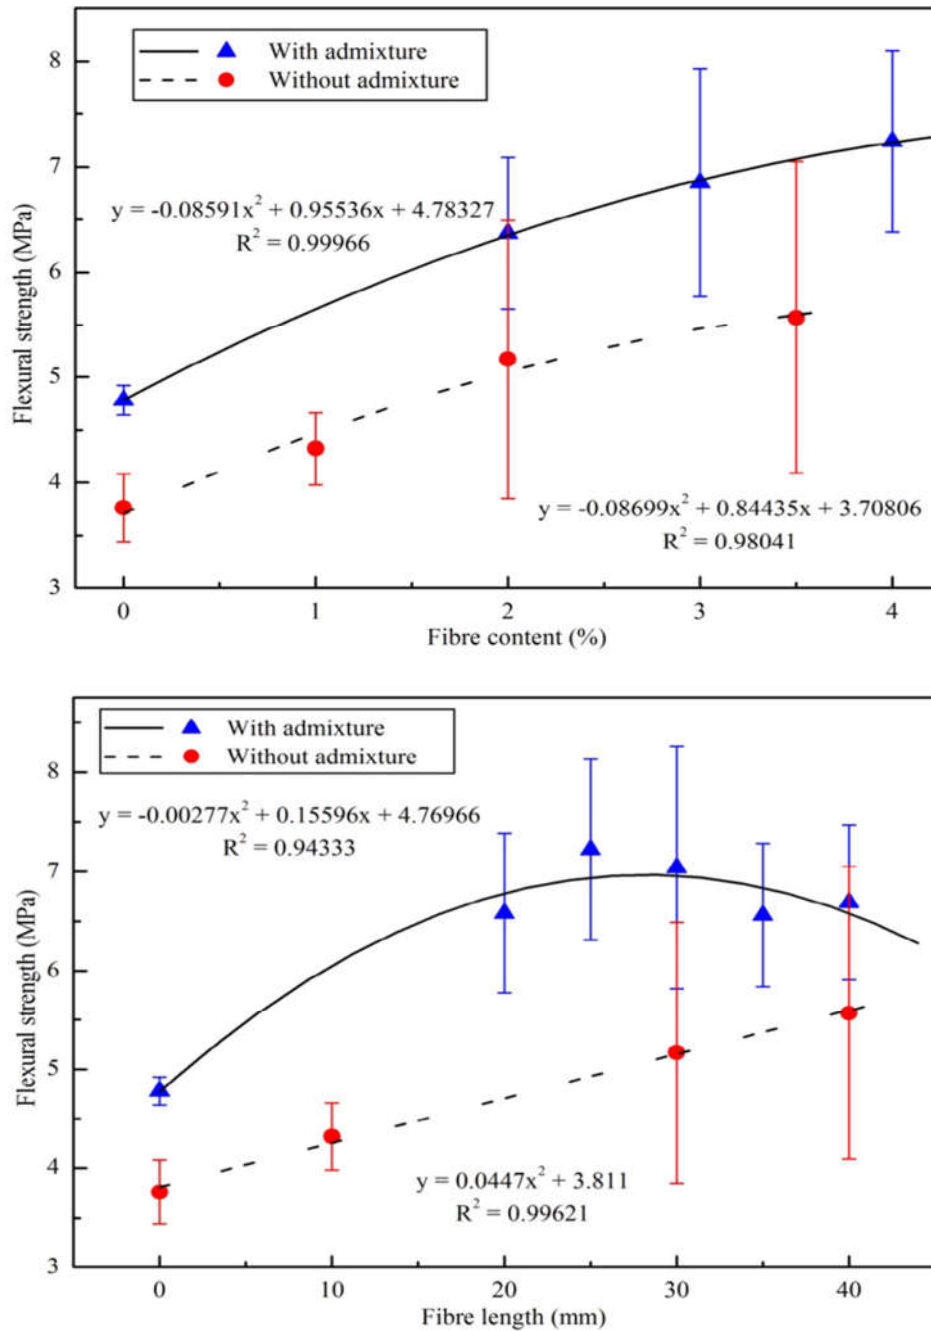 With admixture
Without admixture
8
7
6
5
4
3
Flexural strength (MPa)
y = -0.08591x² + 0.95536x + 4.78327
R² = 0.99966
y = -0.08699x² + 0.84435x + 3.70806
R² = 0.98041
0 1 2 3 4
Fibre content (%)
With admixture
Without admixture
8
7
6
5
4
3
Flexural strength (MPa)
y = -0.00277x² + 0.15596x + 4.76966
R² = 0.94333
y = 0.0447x² + 3.811
R² = 0.99621
0 10 20 30 40
Fibre length (mm)